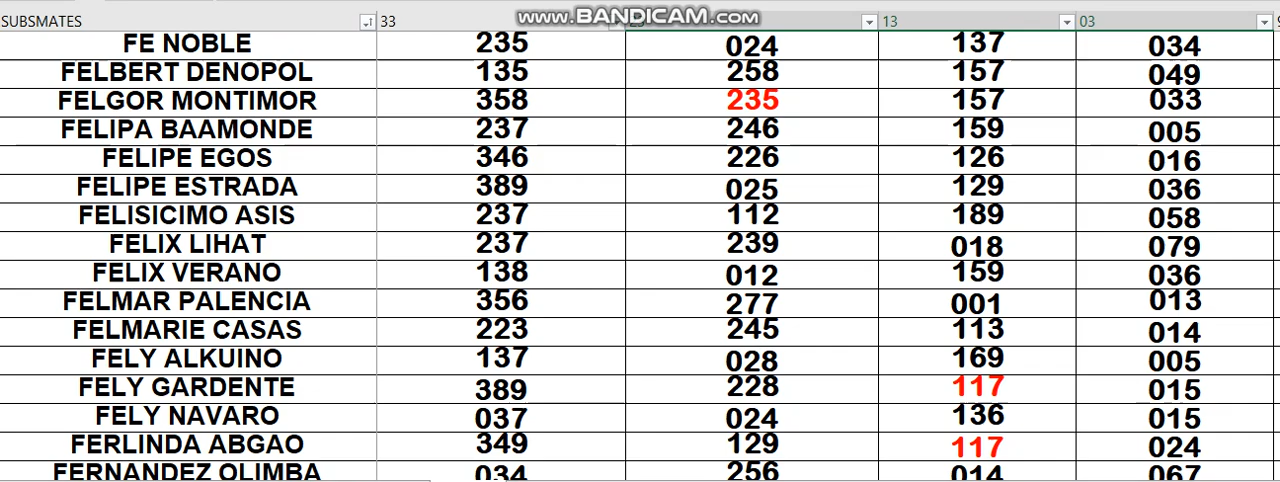 www.BANDICAM.com
SUBSMATES 33 13 03
FE NOBLE 235 024 137 034
FELBERT DENOPOL 135 258 157 049
FELGOR MONTIMOR 358 235 157 033
FELIPA BAAMONDE 237 246 159 005
FELIPE EGOS 346 226 126 016
FELIPE ESTRADA 389 025 129 036
FELISICIMO ASIS 237 112 189 058
FELIX LIHAT 237 239 018 079
FELIX VERANO 138 012 159 036
FELMAR PALENCIA 356 277 001 013
FELMARIE CASAS 223 245 113 014
FELY ALKUINO 137 028 169 005
FELY GARDENTE 389 228 117 015
FELY NAVARO 037 024 136 015
FERLINDA ABGAO 349 129 117 024
FERNANDEZ OLIMBA 034 256 014 067